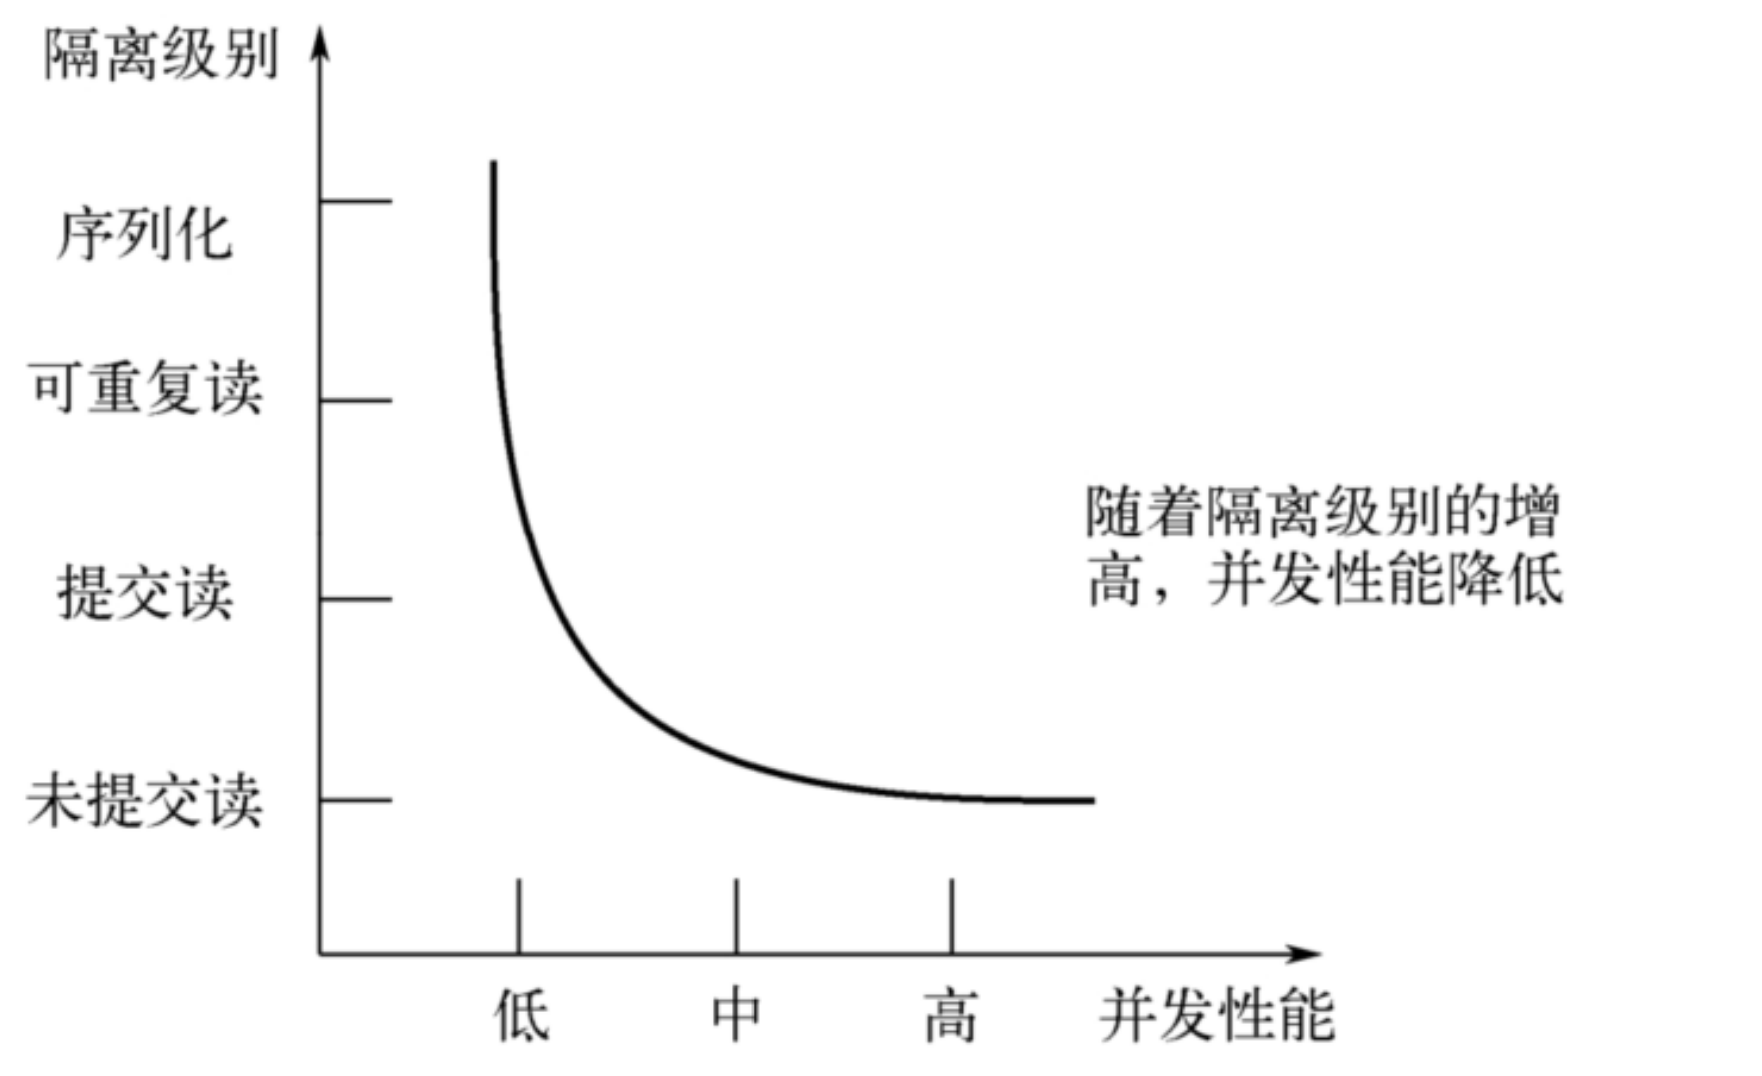 隔离级别
序列化
可重复读
提交读
未提交读
随着隔离级别的增
高，并发性能降低
低
中
高
并发性能